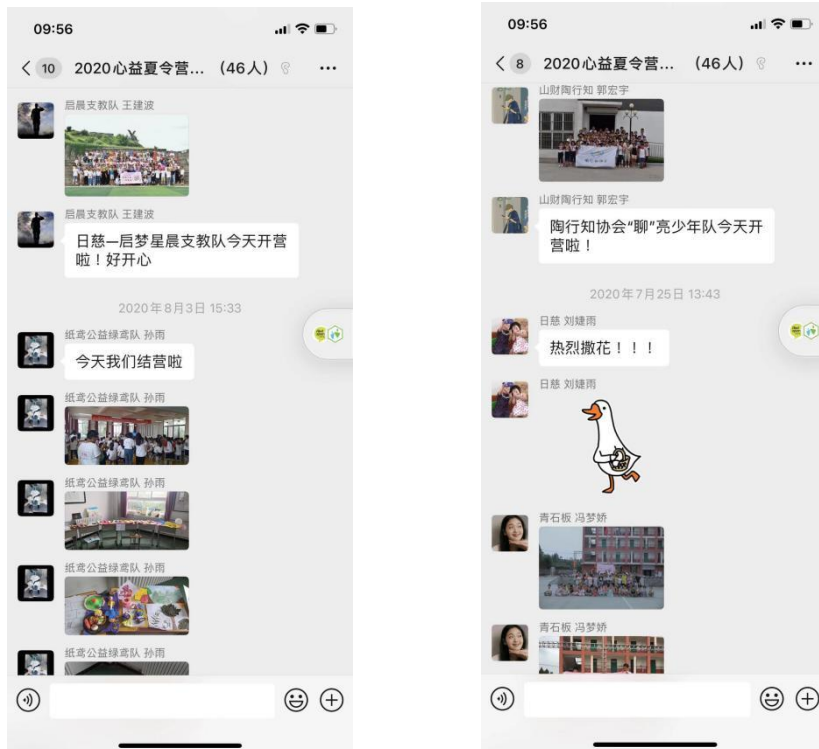 09:56
10 2020心益夏令营... (46人)
启晨支教队 王建波
启晨支教队 王建波
日慈—启梦星晨支教队今天开营
啦！好开心
2020年8月3日 15:33
纸鸢公益绿鸢队 孙雨
今天我们结营啦
纸鸢公益绿鸢队 孙雨
纸鸢公益绿鸢队 孙雨
纸鸢公益绿鸢队 孙雨
纸鸢公益绿鸢队 孙雨
09:56
8 2020心益夏令营... (46人)
山财陶行知 郭宏宇
山财陶行知 郭宏宇
陶行知协会“聊”亮少年队今天开
营啦！
2020年7月25日 13:43
日慈 刘婕雨
热烈撒花！！！
日慈 刘婕雨
青石板 冯梦娇
青石板 冯梦娇